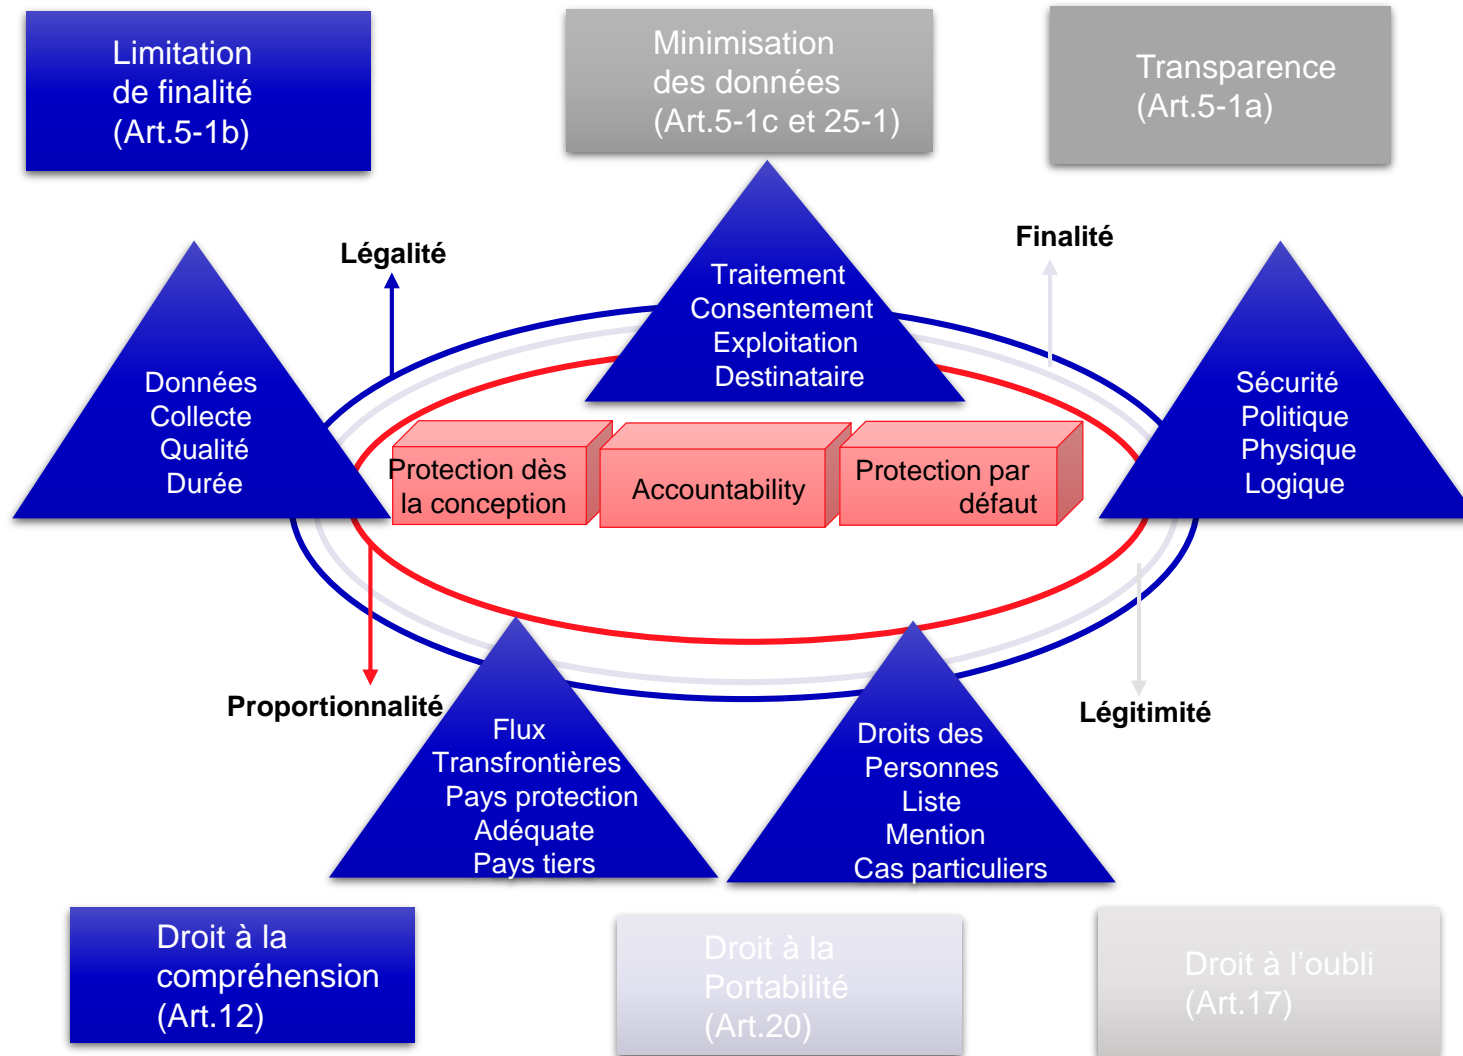 Limitation
de finalité
(Art.5-1b)
Minimisation
des données
(Art.5-1c et 25-1)
Transparence
(Art.5-1a)
Légalité
Finalité
Traitement
Consentement
Exploitation
Destinataire
Données
Collecte
Qualité
Durée
Sécurité
Politique
Physique
Logique
Protection dès
la conception
Accountability
Protection par
défaut
Proportionnalité
Légitimité
Flux
Transfrontières
Pays protection
Adéquate
Pays tiers
Droits des
Personnes
Liste
Mention
Cas particuliers
Droit à la
compréhension
(Art.12)
Droit à la
Portabilité
(Art.20)
Droit à l’oubli
(Art.17)